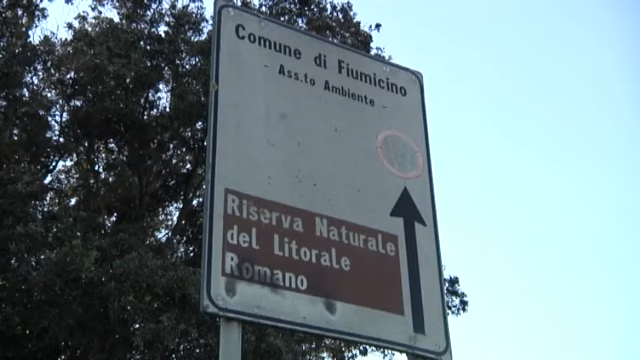 Comune di Fiumicino
- Ass.to Ambiente -
Riserva Naturale
del Litorale
Romano